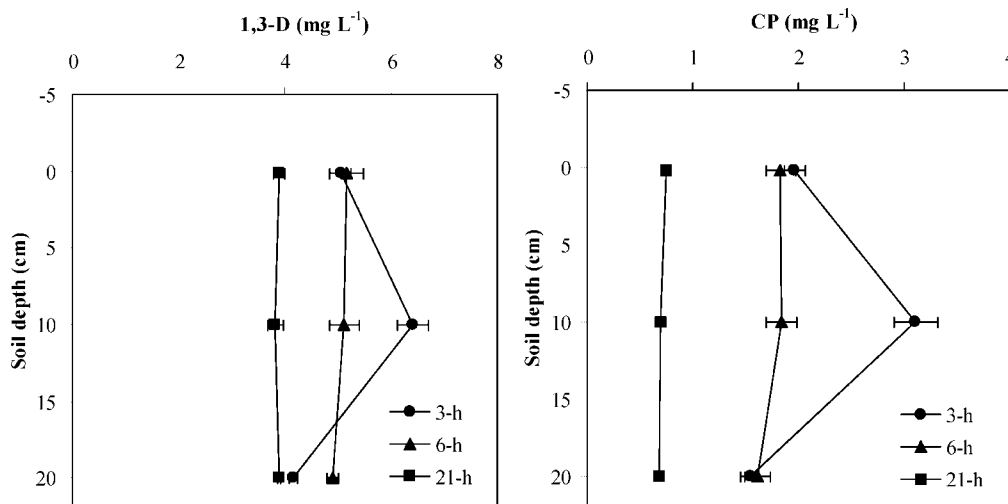 1,3-D (mg L⁻¹)
0 2 4 6 8
-5
0
5
10
15
20
Soil depth (cm)
3-h
6-h
21-h
CP (mg L⁻¹)
0 1 2 3 4
-5
0
5
10
15
20
Soil depth (cm)
3-h
6-h
21-h